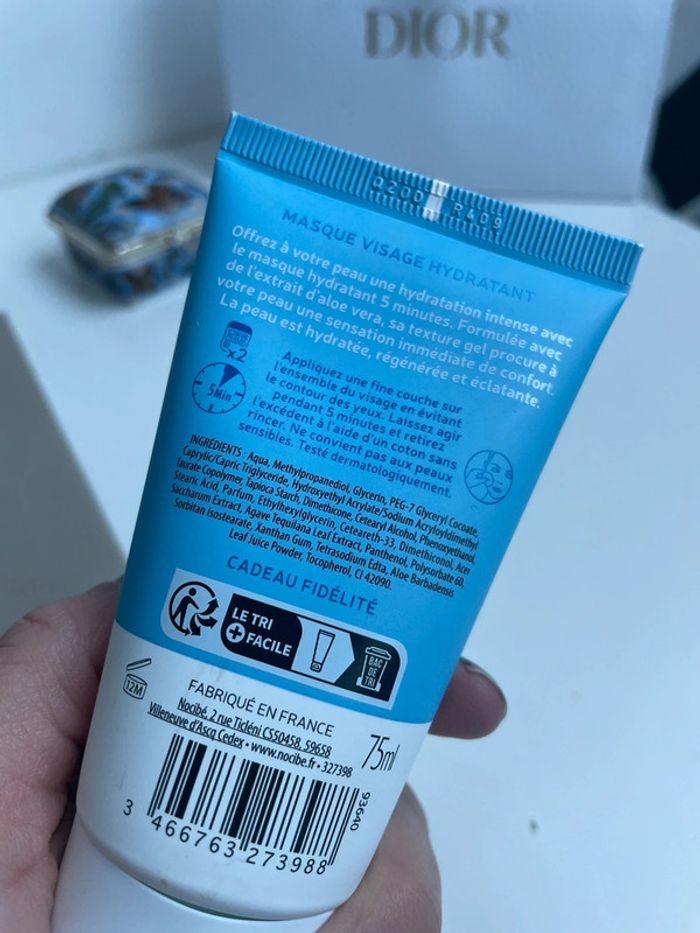 DIOR
D200 R409
MASQUE VISAGE HYDRATANT
Offrez à votre peau une hydratation intense avec
le masque hydratant 5 minutes. Formulée avec
de l'extrait d'aloe vera, sa texture gel procure à
votre peau une sensation immédiate de confort.
La peau est hydratée, régénérée et éclatante.
x2
5Min
Appliquez une fine couche sur
l'ensemble du visage en évitant
le contour des yeux. Laissez agir
pendant 5 minutes et retirez
l'excédent à l'aide d'un coton sans
rincer. Ne convient pas aux peaux
sensibles. Testé dermatologiquement.
INGRÉDIENTS : Aqua, Methylpropanediol, Glycerin, PEG-7 Glyceryl Cocoate,
Caprylic/Capric Triglyceride, Hydroxyethyl Acrylate/Sodium Acryloyldimethyl
Taurate Copolymer, Tapioca Starch, Dimethicone, Cetearyl Alcohol, Phenoxyethanol,
Stearic Acid, Parfum, Ethylhexylglycerin, Ceteareth-33, Dimethiconol, Acer
Saccharum Extract, Agave Tequilana Leaf Extract, Panthenol, Polysorbate 60,
Sorbitan Isostearate, Xanthan Gum, Tetrasodium Edta, Aloe Barbadensis
Leaf Juice Powder, Tocopherol, CI 42090.
CADEAU FIDÉLITÉ
LE TRI
+ FACILE
BAC
DE
TRI
12M
FABRIQUÉ EN FRANCE
Nocibé, 2 rue Ticléni CS50458, 59658
Villeneuve d'Ascq Cedex • www.nocibe.fr • 327398
75ml
93640
3 466763 273988